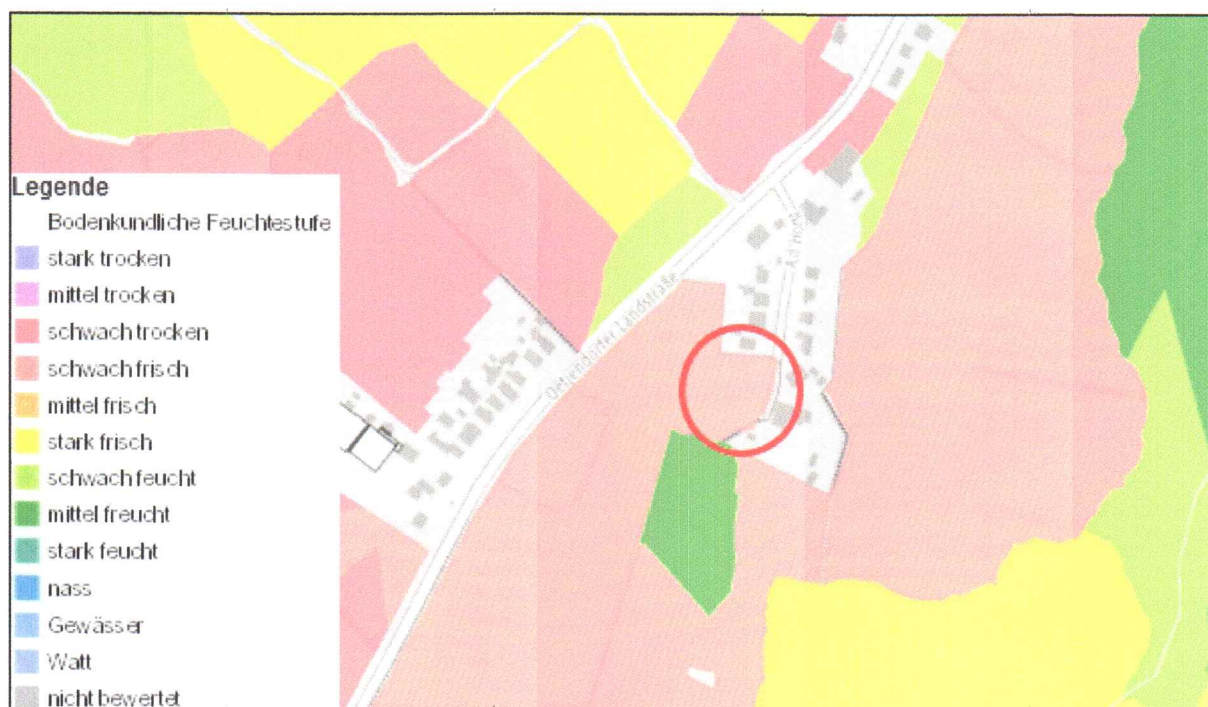 Legende
Bodenkundliche Feuchtestufe
stark trocken
mittel trocken
schwach trocken
schwach frisch
mittel frisch
stark frisch
schwach feucht
mittel freucht
stark feucht
nass
Gewässer
Watt
nicht bewertet
Oetjendorfer Landstraße